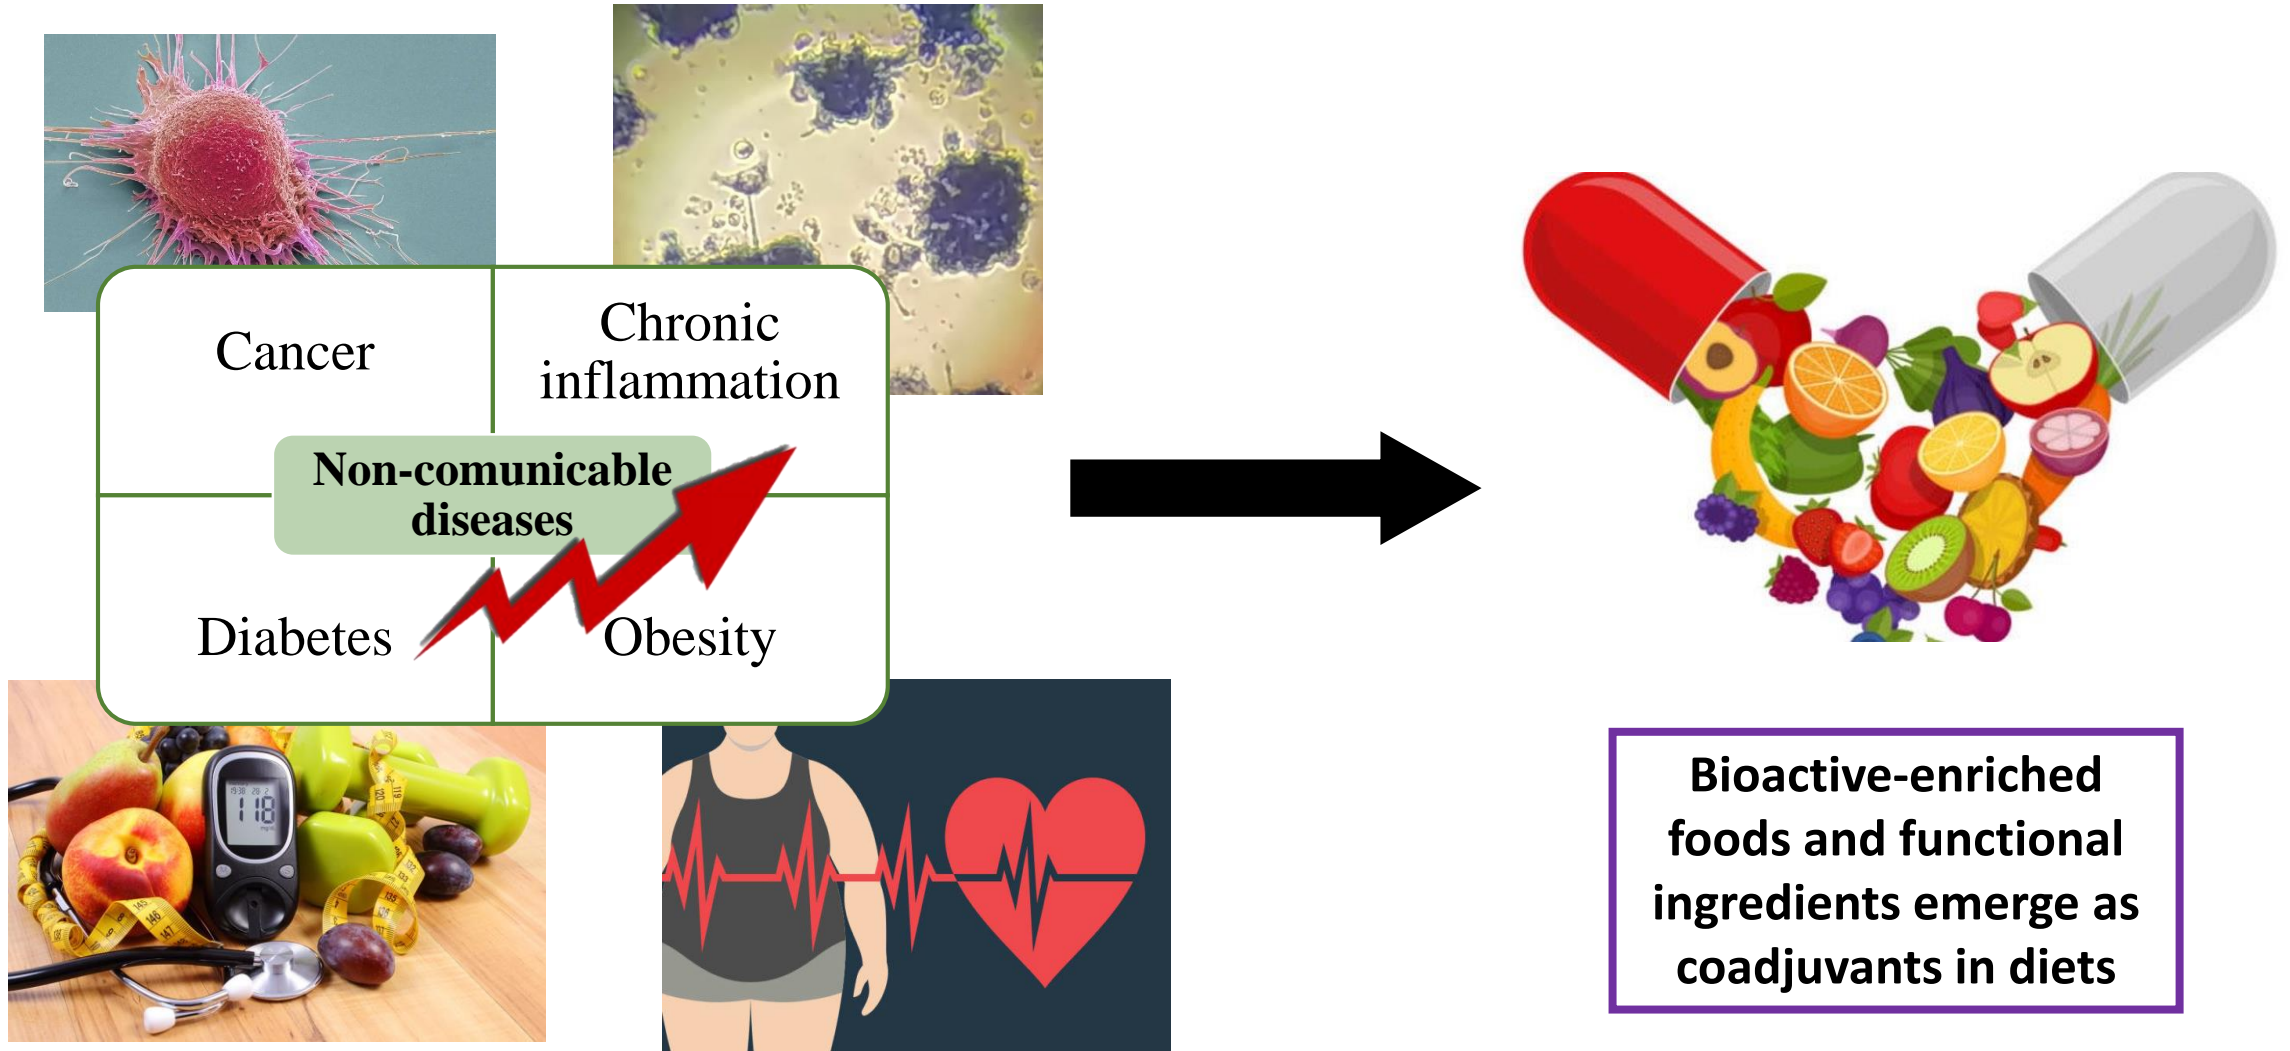 Cancer
Chronic
inflammation
Non-comunicable
diseases
Diabetes
Obesity
118
Bioactive-enriched
foods and functional
ingredients emerge as
coadjuvants in diets